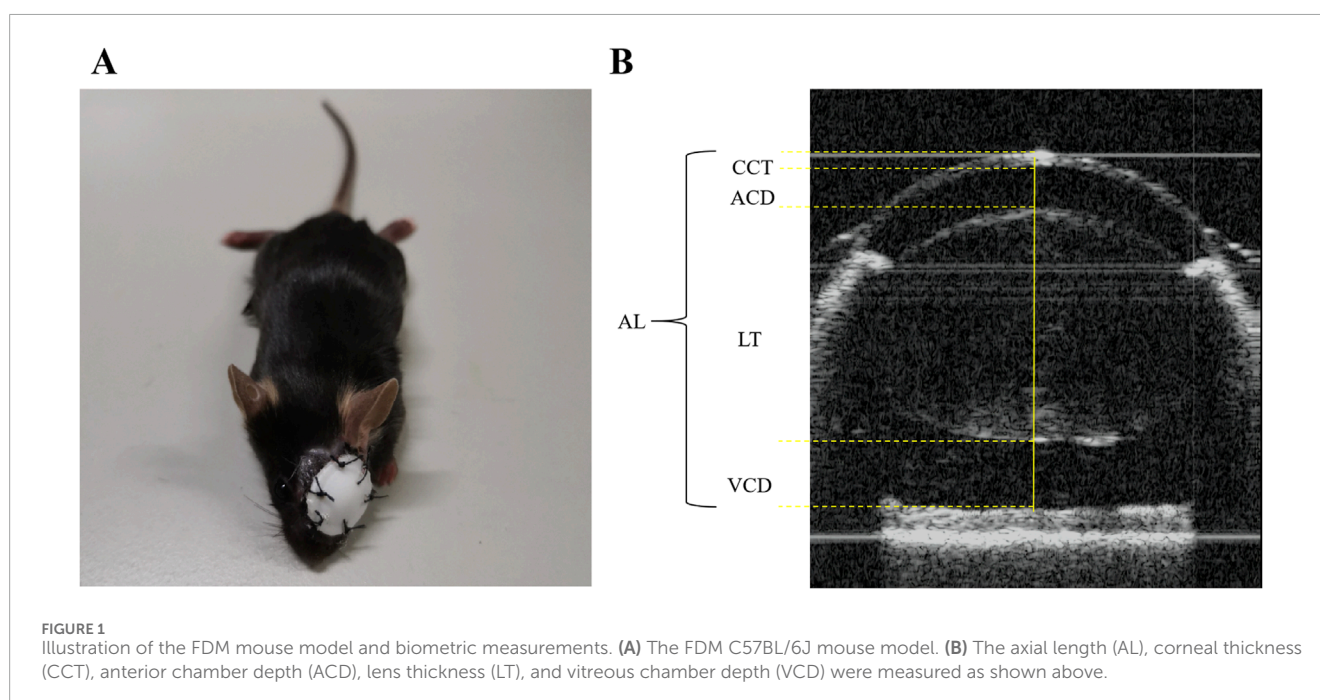 A
B
CCT
ACD
AL
LT
VCD
FIGURE 1
Illustration of the FDM mouse model and biometric measurements. (A) The FDM C57BL/6J mouse model. (B) The axial length (AL), corneal thickness
(CCT), anterior chamber depth (ACD), lens thickness (LT), and vitreous chamber depth (VCD) were measured as shown above.